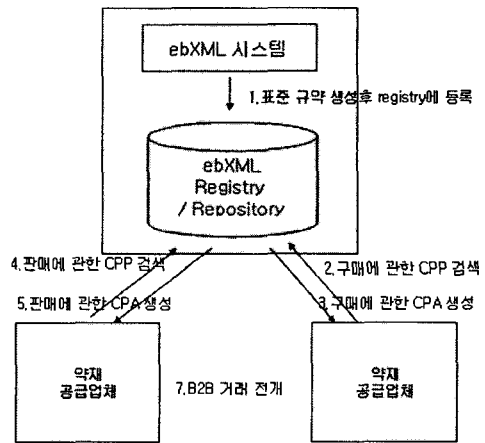 ebXML 시스템
1.표준 규약 생성후 registry에 등록
ebXML
Registry
/ Repository
4.판매에 관한 CPP 검색
2.구매에 관한 CPP 검색
5.판매에 관한 CPA 생성
3.구매에 관한 CPA 생성
약재
공급업체
7.B2B 거래 전개
약재
공급업체